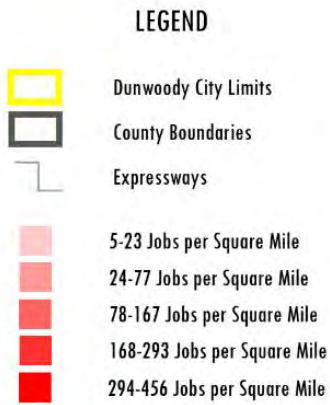 LEGEND
Dunwoody City Limits
County Boundaries
Expressways
5-23 Jobs per Square Mile
24-77 Jobs per Square Mile
78-167 Jobs per Square Mile
168-293 Jobs per Square Mile
294-456 Jobs per Square Mile